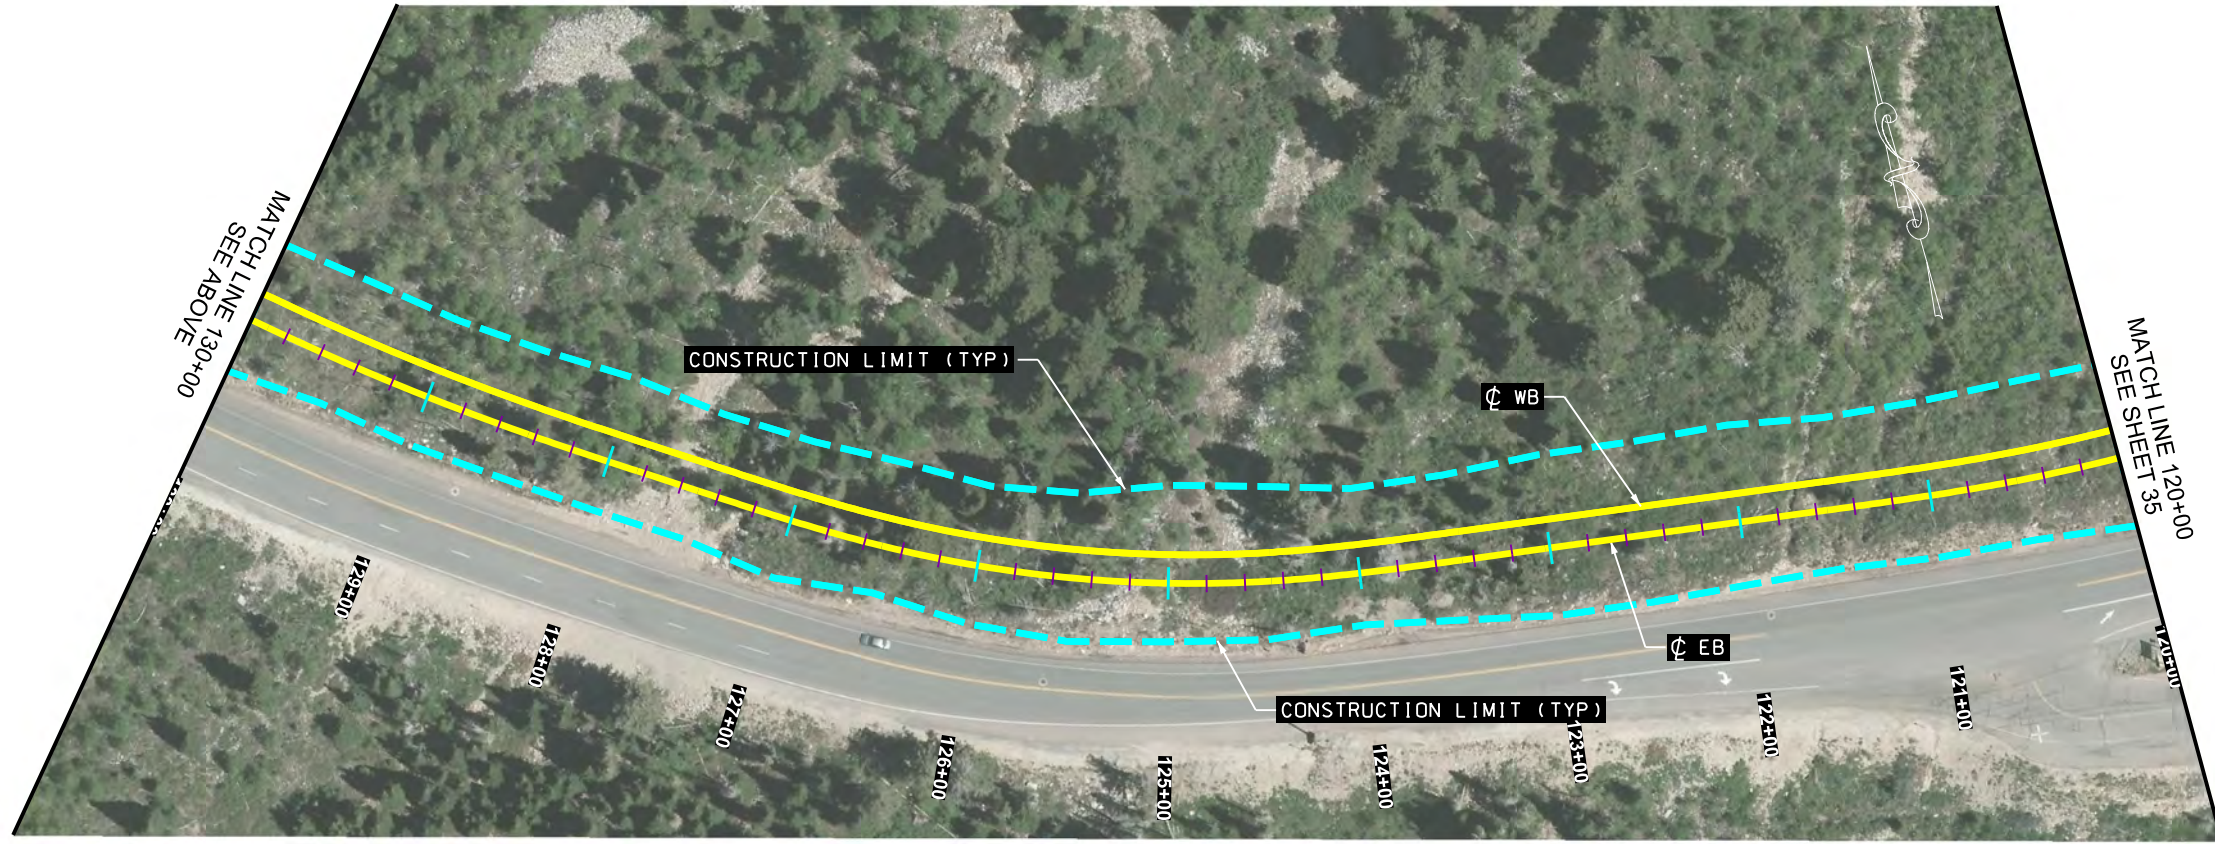 MATCH LINE 130+00
SEE ABOVE
CONSTRUCTION LIMIT (TYP)
℄ WB
MATCH LINE 120+00
SEE SHEET 35
℄ EB
CONSTRUCTION LIMIT (TYP)
129+00
128+00
127+00
126+00
125+00
124+00
123+00
122+00
121+00
120+00